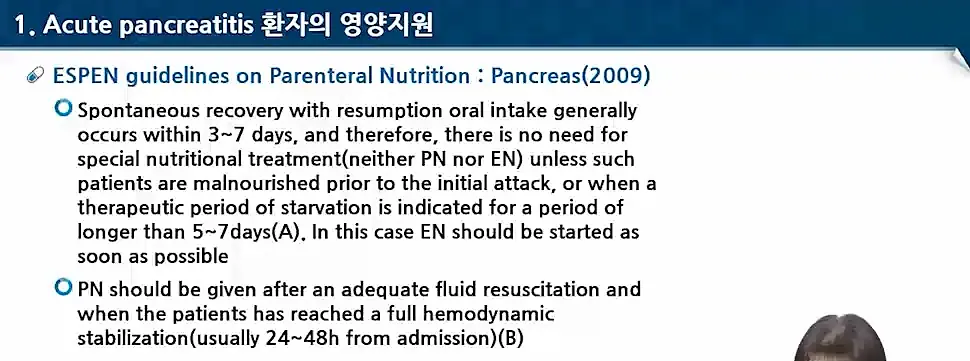 1. Acute pancreatitis 환자의 영양지원
ESPEN guidelines on Parenteral Nutrition : Pancreas(2009)
Spontaneous recovery with resumption oral intake generally
occurs within 3~7 days, and therefore, there is no need for
special nutritional treatment(neither PN nor EN) unless such
patients are malnourished prior to the initial attack, or when a
therapeutic period of starvation is indicated for a period of
longer than 5~7days(A). In this case EN should be started as
soon as possible
PN should be given after an adequate fluid resuscitation and
when the patients has reached a full hemodynamic
stabilization(usually 24~48h from admission)(B)